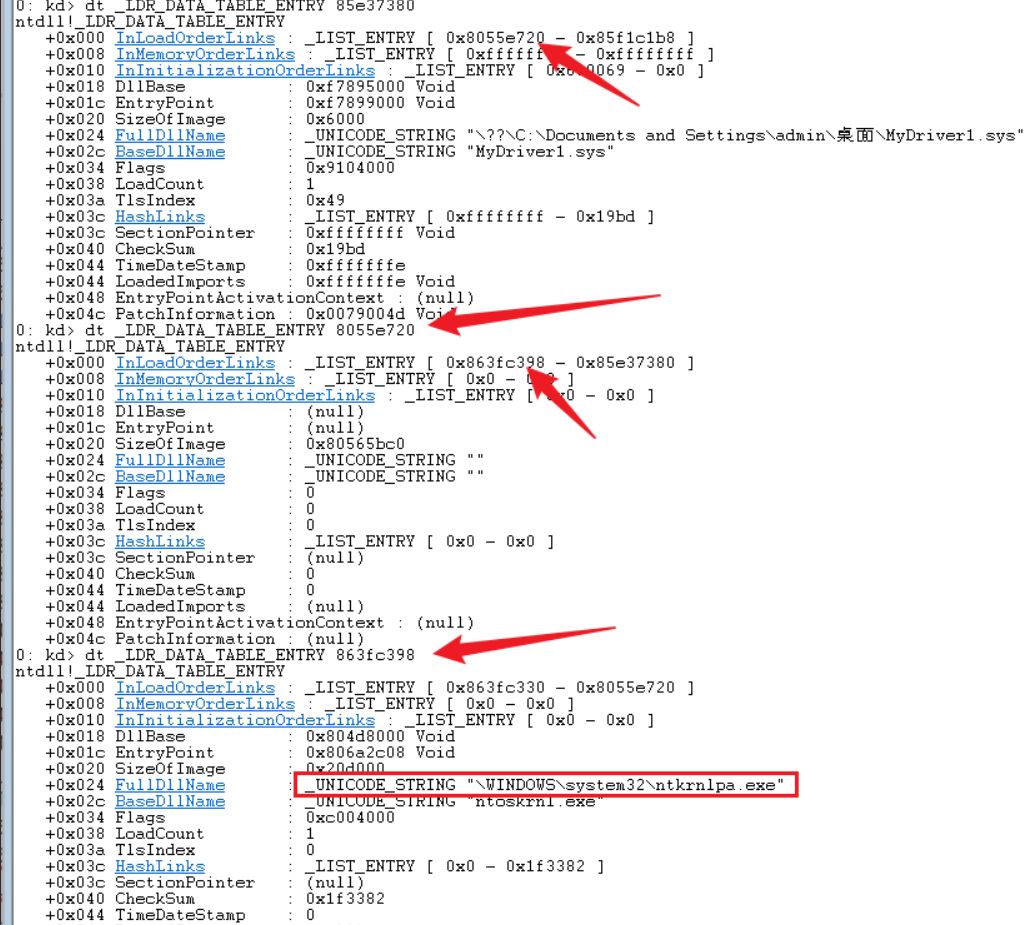 0: kd> dt _LDR_DATA_TABLE_ENTRY 85e37380
ntdll!_LDR_DATA_TABLE_ENTRY
+0x000 InLoadOrderLinks : _LIST_ENTRY [ 0x8055e720 - 0x85f1c1b8 ]
+0x008 InMemoryOrderLinks : _LIST_ENTRY [ - 0xffffffff ]
+0x010 InInitializationOrderLinks : _LIST_ENTRY [ - 0x0 ]
+0x018 DllBase : 0xf7895000 Void
+0x01c EntryPoint : 0xf7899000 Void
+0x020 SizeOfImage : 0x6000
+0x024 FullDllName : _UNICODE_STRING "\??\C:\Documents and Settings\admin\桌面\MyDriver1.sys"
+0x02c BaseDllName : _UNICODE_STRING "MyDriver1.sys"
+0x034 Flags : 0x9104000
+0x038 LoadCount : 1
+0x03a TlsIndex : 0x49
+0x03c HashLinks : _LIST_ENTRY [ 0xffffffff - 0x19bd ]
+0x03c SectionPointer : 0xffffffff Void
+0x040 CheckSum : 0x19bd
+0x044 TimeDateStamp : 0xfffffffe
+0x044 LoadedImports : 0xfffffffe Void
+0x048 EntryPointActivationContext : (null)
+0x04c PatchInformation : 0x0079004d Void
0: kd> dt _LDR_DATA_TABLE_ENTRY 8055e720
ntdll!_LDR_DATA_TABLE_ENTRY
+0x000 InLoadOrderLinks : _LIST_ENTRY [ 0x863fc398 - 0x85e37380 ]
+0x008 InMemoryOrderLinks : _LIST_ENTRY [ 0x0 - 0x0 ]
+0x010 InInitializationOrderLinks : _LIST_ENTRY [ 0x0 - 0x0 ]
+0x018 DllBase : (null)
+0x01c EntryPoint : (null)
+0x020 SizeOfImage : 0x80565bc0
+0x024 FullDllName : _UNICODE_STRING ""
+0x02c BaseDllName : _UNICODE_STRING ""
+0x034 Flags : 0
+0x038 LoadCount : 0
+0x03a TlsIndex : 0
+0x03c HashLinks : _LIST_ENTRY [ 0x0 - 0x0 ]
+0x03c SectionPointer : (null)
+0x040 CheckSum : 0
+0x044 TimeDateStamp : 0
+0x044 LoadedImports : (null)
+0x048 EntryPointActivationContext : (null)
+0x04c PatchInformation : (null)
0: kd> dt _LDR_DATA_TABLE_ENTRY 863fc398
ntdll!_LDR_DATA_TABLE_ENTRY
+0x000 InLoadOrderLinks : _LIST_ENTRY [ 0x863fc330 - 0x8055e720 ]
+0x008 InMemoryOrderLinks : _LIST_ENTRY [ 0x0 - 0x0 ]
+0x010 InInitializationOrderLinks : _LIST_ENTRY [ 0x0 - 0x0 ]
+0x018 DllBase : 0x804d8000 Void
+0x01c EntryPoint : 0x806a2c08 Void
+0x020 SizeOfImage : 0x20d000
+0x024 FullDllName : _UNICODE_STRING "\WINDOWS\system32\ntkrnlpa.exe"
+0x02c BaseDllName : _UNICODE_STRING "ntoskrnl.exe"
+0x034 Flags : 0xc004000
+0x038 LoadCount : 1
+0x03a TlsIndex : 0
+0x03c HashLinks : _LIST_ENTRY [ 0x0 - 0x1f3382 ]
+0x03c SectionPointer : (null)
+0x040 CheckSum : 0x1f3382
+0x044 TimeDateStamp : 0